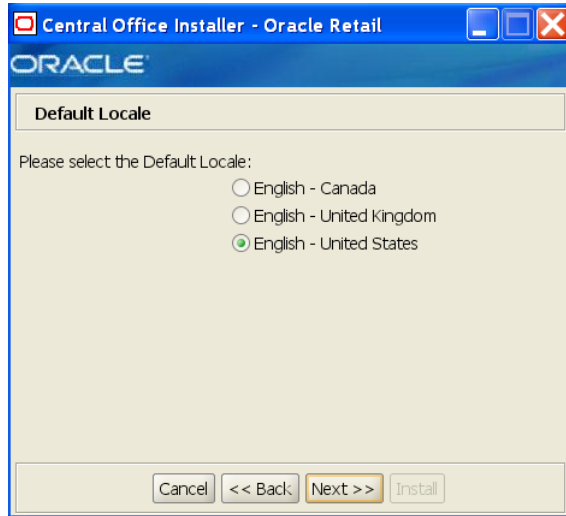 Central Office Installer - Oracle Retail
ORACLE
Default Locale
Please select the Default Locale:
English - Canada
English - United Kingdom
English - United States
Cancel << Back Next >> Install